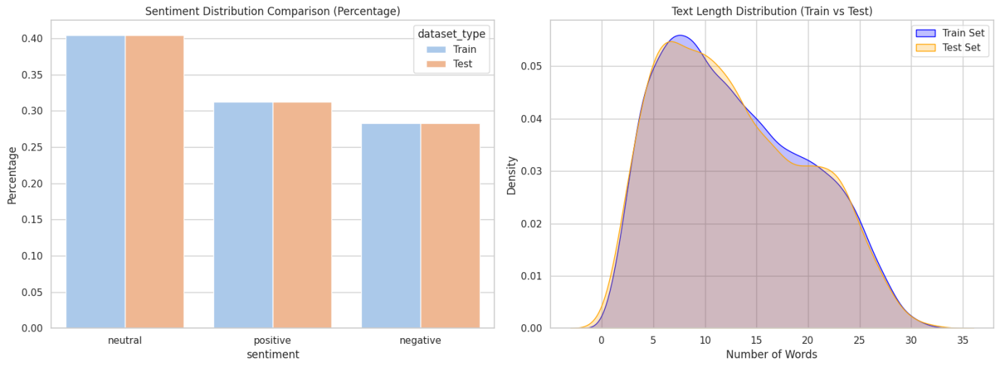 Sentiment Distribution Comparison (Percentage)
dataset_type
Train
Test
0.40
0.35
0.30
0.25
0.20
0.15
0.10
0.05
0.00
Percentage
neutral positive negative
sentiment
Text Length Distribution (Train vs Test)
Train Set
Test Set
0.05
0.04
0.03
0.02
0.01
0.00
Density
0 5 10 15 20 25 30 35
Number of Words